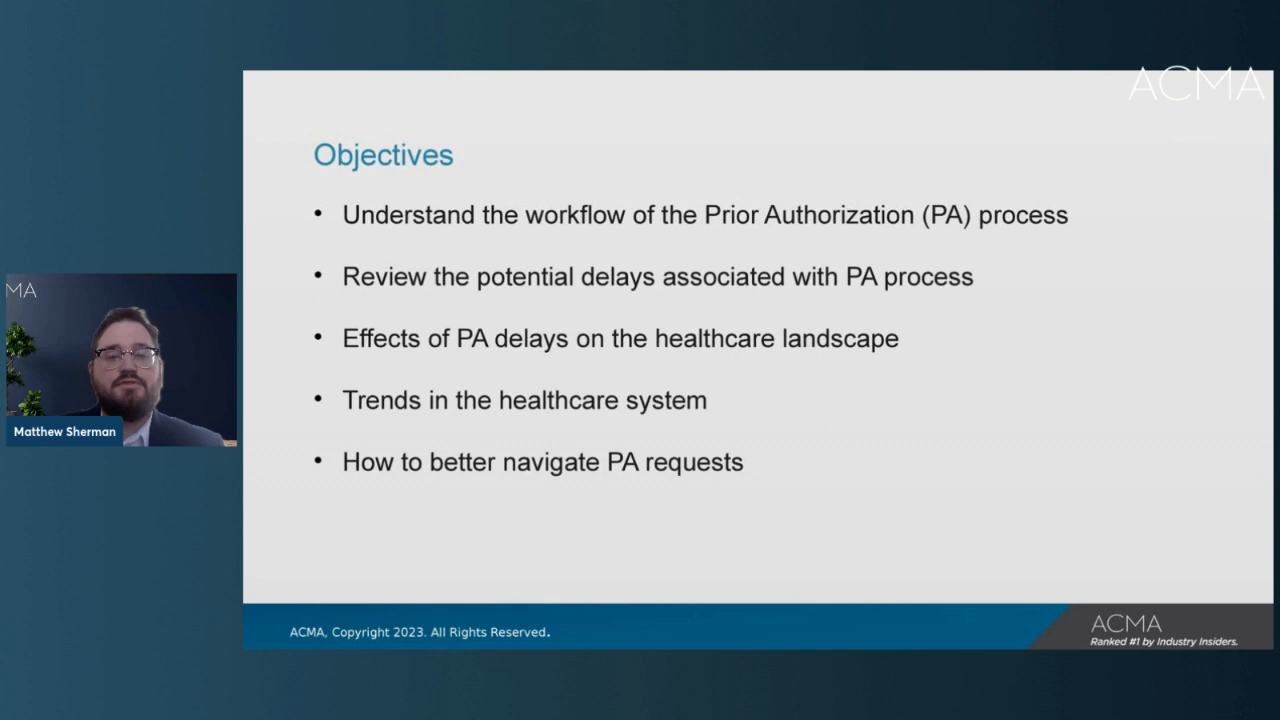 ACMA
Objectives
• Understand the workflow of the Prior Authorization (PA) process
• Review the potential delays associated with PA process
• Effects of PA delays on the healthcare landscape
• Trends in the healthcare system
• How to better navigate PA requests
MA
Matthew Sherman
ACMA, Copyright 2023. All Rights Reserved.
ACMA
Ranked #1 by Industry Insiders.